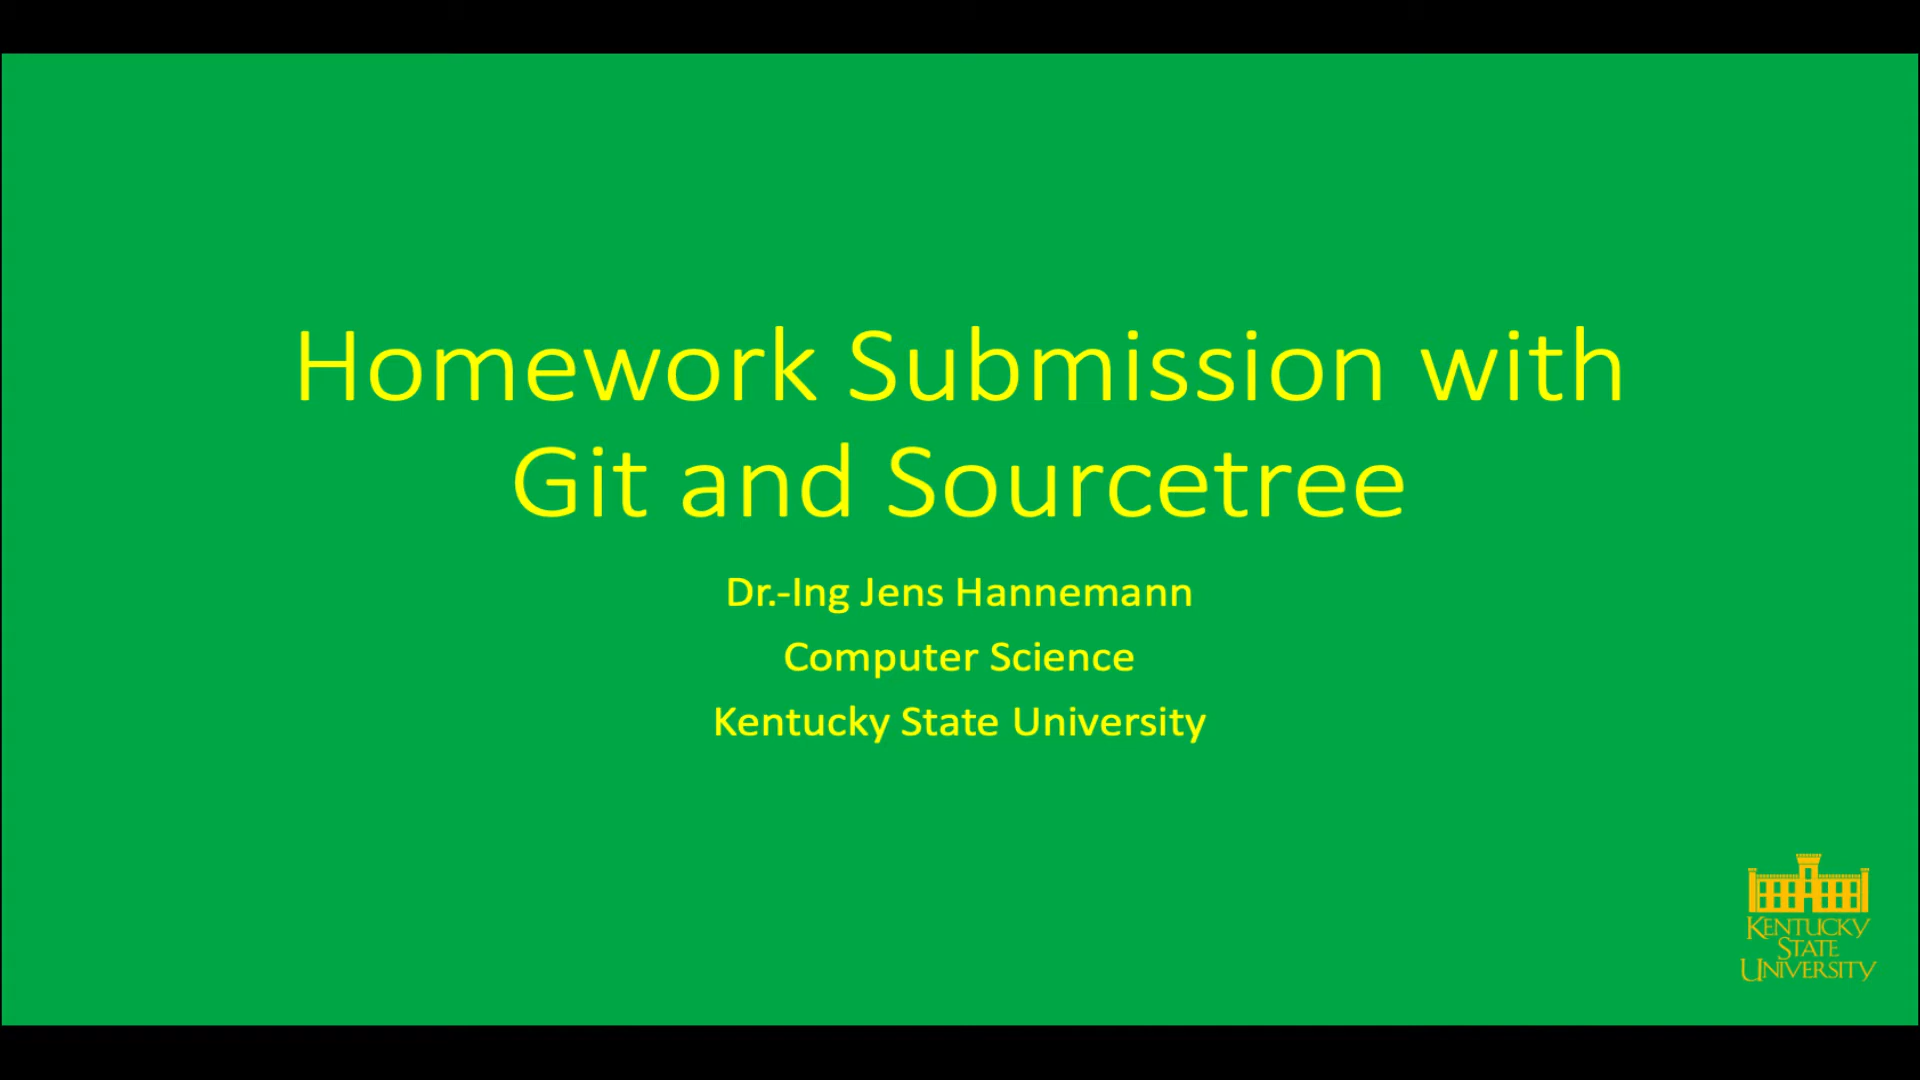 Homework Submission with
Git and Sourcetree
Dr.-Ing Jens Hannemann
Computer Science
Kentucky State University
KENTUCKY
STATE
UNIVERSITY